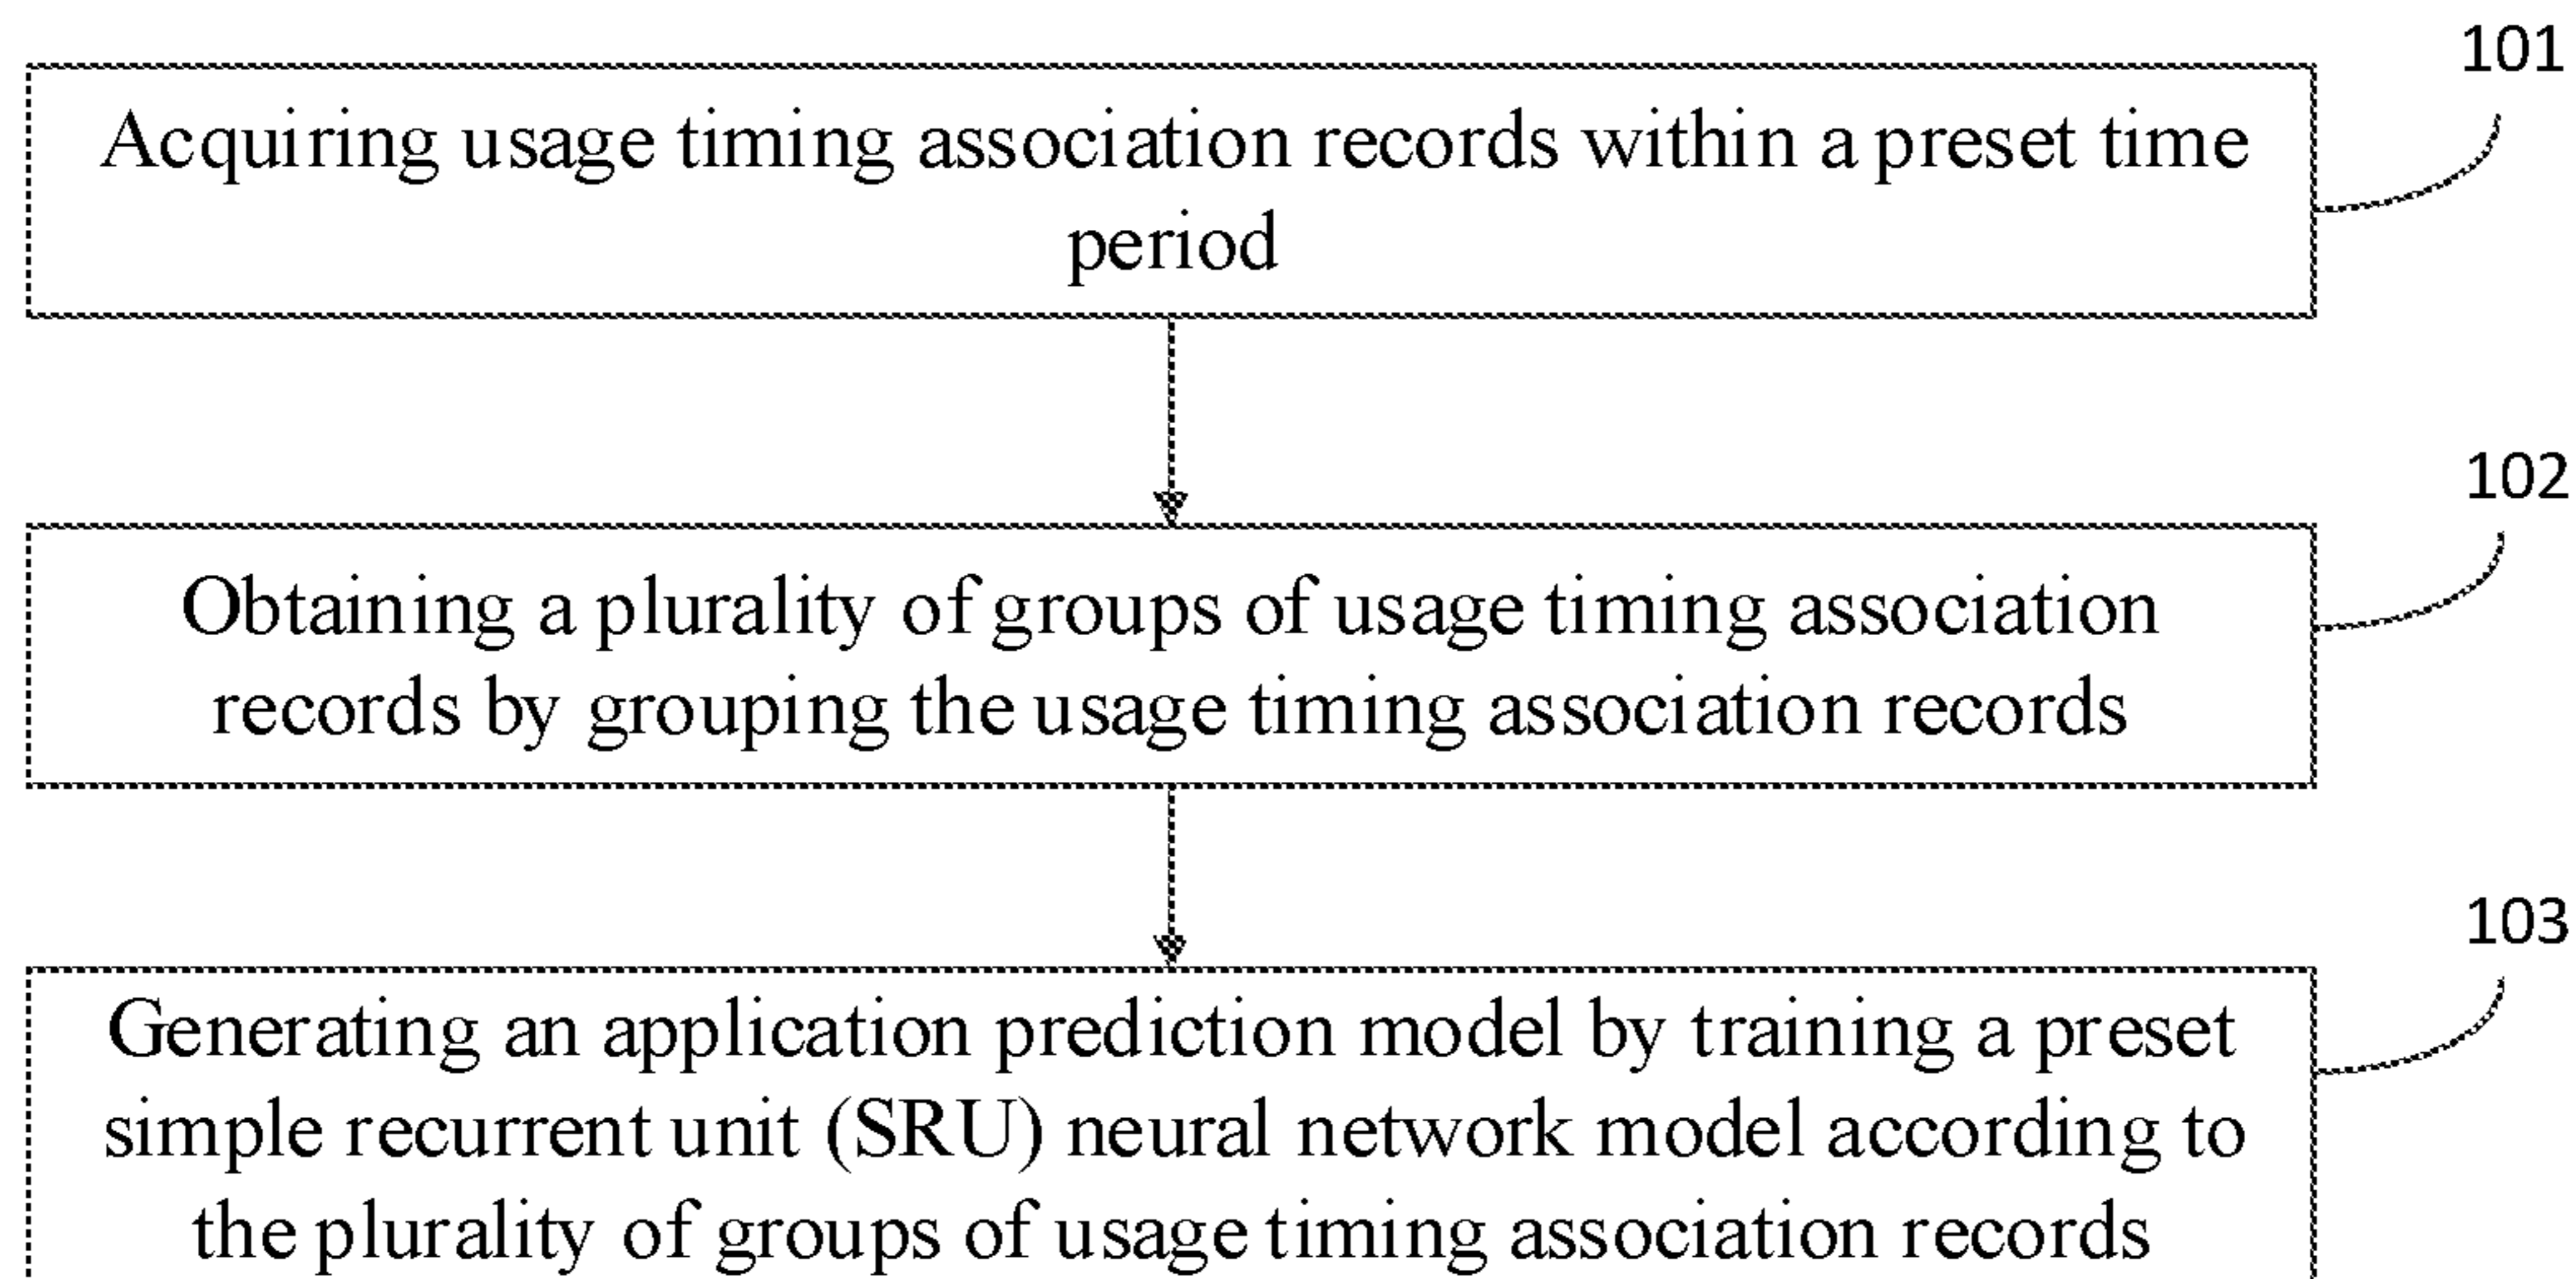 101
Acquiring usage timing association records within a preset time
period
102
Obtaining a plurality of groups of usage timing association
records by grouping the usage timing association records
103
Generating an application prediction model by training a preset
simple recurrent unit (SRU) neural network model according to
the plurality of groups of usage timing association records